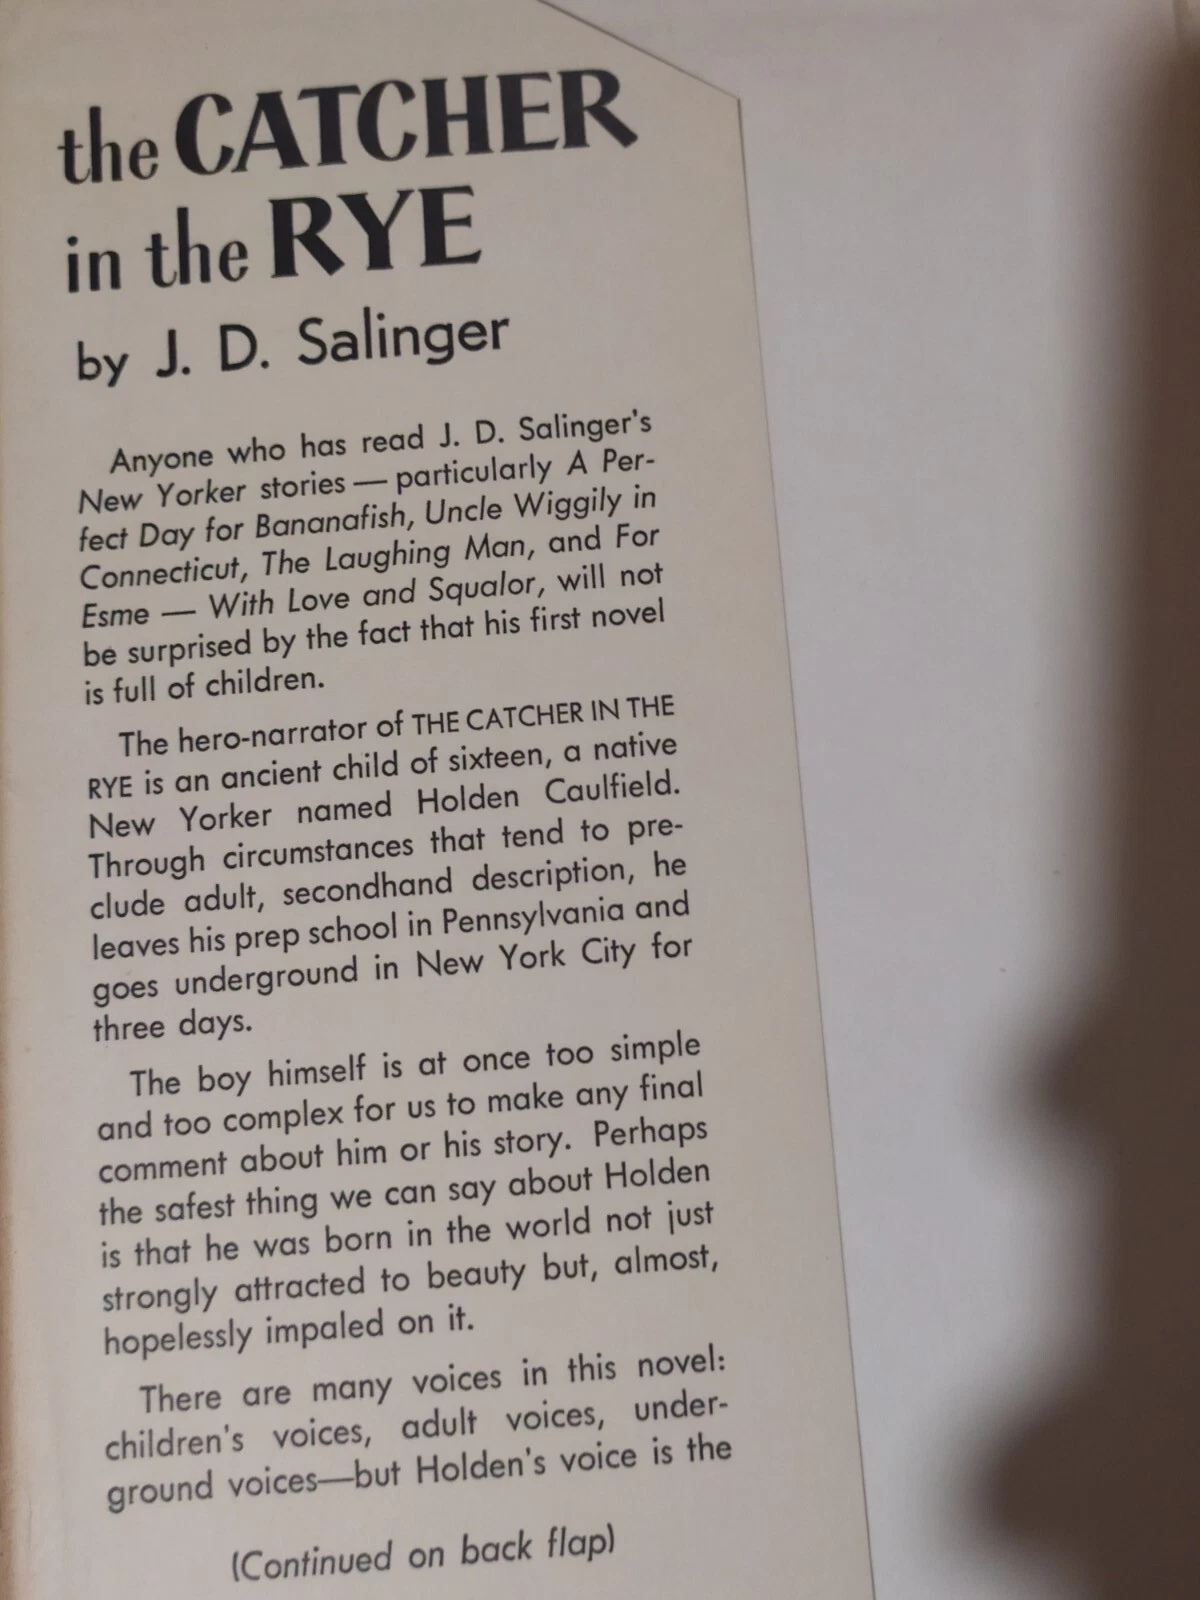 the CATCHER
in the RYE
by J. D. Salinger
Anyone who has read J. D. Salinger's
New Yorker stories — particularly A Per-
fect Day for Bananafish, Uncle Wiggily in
Connecticut, The Laughing Man, and For
Esme — With Love and Squalor, will not
be surprised by the fact that his first novel
is full of children.
The hero-narrator of THE CATCHER IN THE
RYE is an ancient child of sixteen, a native
New Yorker named Holden Caulfield.
Through circumstances that tend to pre-
clude adult, secondhand description, he
leaves his prep school in Pennsylvania and
goes underground in New York City for
three days.
The boy himself is at once too simple
and too complex for us to make any final
comment about him or his story. Perhaps
the safest thing we can say about Holden
is that he was born in the world not just
strongly attracted to beauty but, almost,
hopelessly impaled on it.
There are many voices in this novel:
children's voices, adult voices, under-
ground voices—but Holden's voice is the
(Continued on back flap)